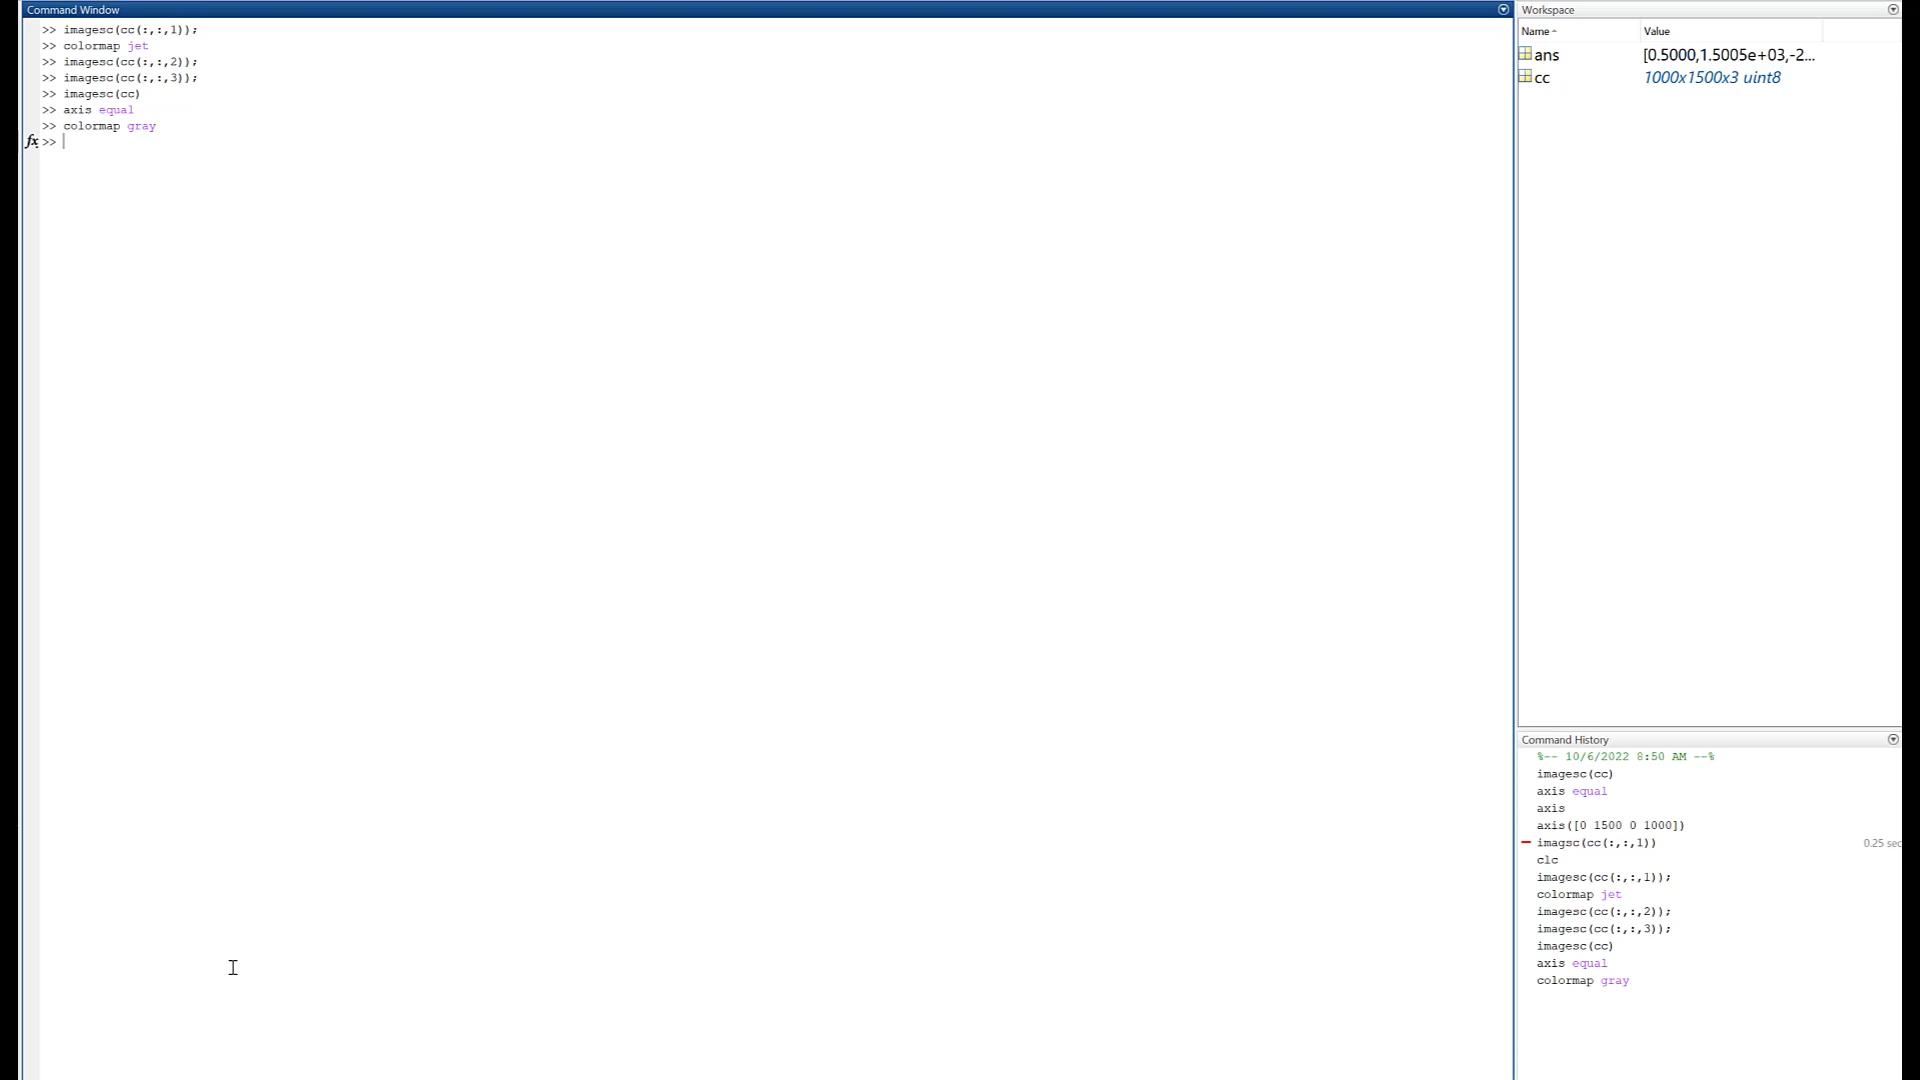 Command Window
>> imagesc(cc(:,:,1));
>> colormap jet
>> imagesc(cc(:,:,2));
>> imagesc(cc(:,:,3));
>> imagesc(cc)
>> axis equal
>> colormap gray
fx >>
Workspace
Name Value
ans [0.5000,1.5005e+03,-2...
cc 1000x1500x3 uint8
Command History
%-- 10/6/2022 8:50 AM --%
imagesc(cc)
axis equal
axis
axis([0 1500 0 1000])
imagsc(cc(:,:,1)) 0.25 sec
clc
imagesc(cc(:,:,1));
colormap jet
imagesc(cc(:,:,2));
imagesc(cc(:,:,3));
imagesc(cc)
axis equal
colormap gray